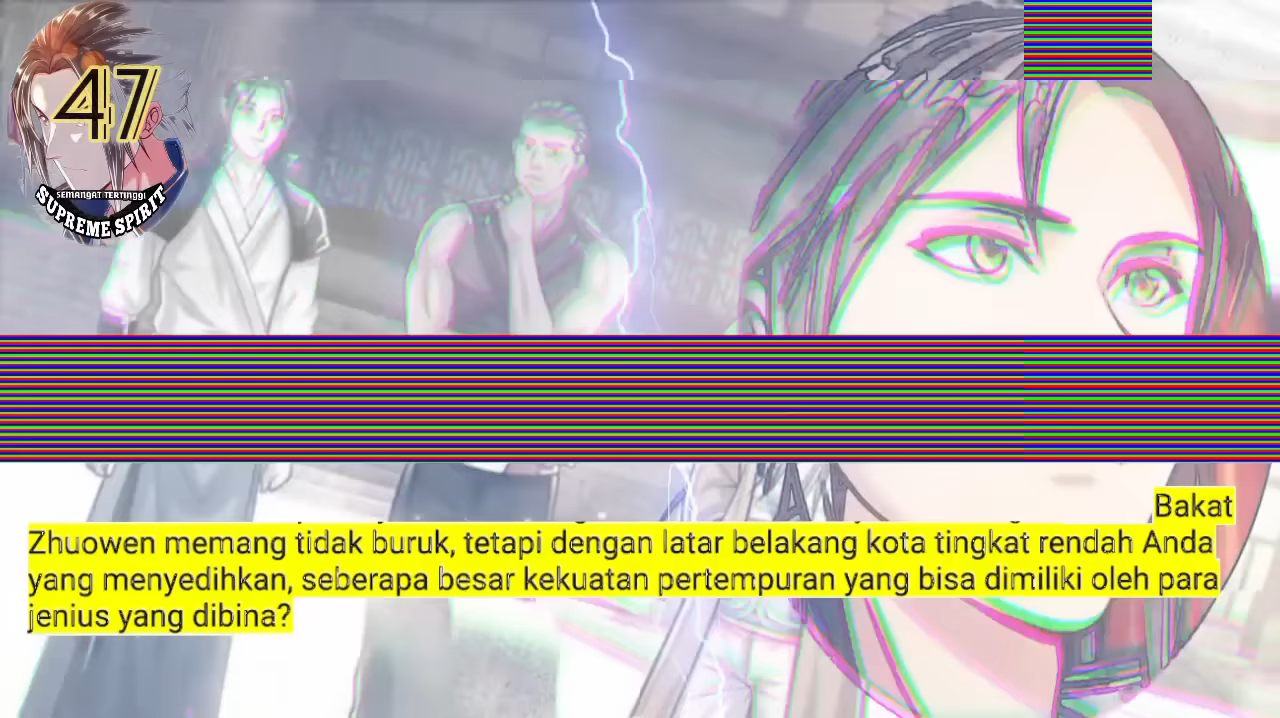 47
SEMANGAT TERTINGGI
SUPREME SPIRIT
Bakat
Zhuowen memang tidak buruk, tetapi dengan latar belakang kota tingkat rendah Anda
yang menyedihkan, seberapa besar kekuatan pertempuran yang bisa dimiliki oleh para
jenius yang dibina?